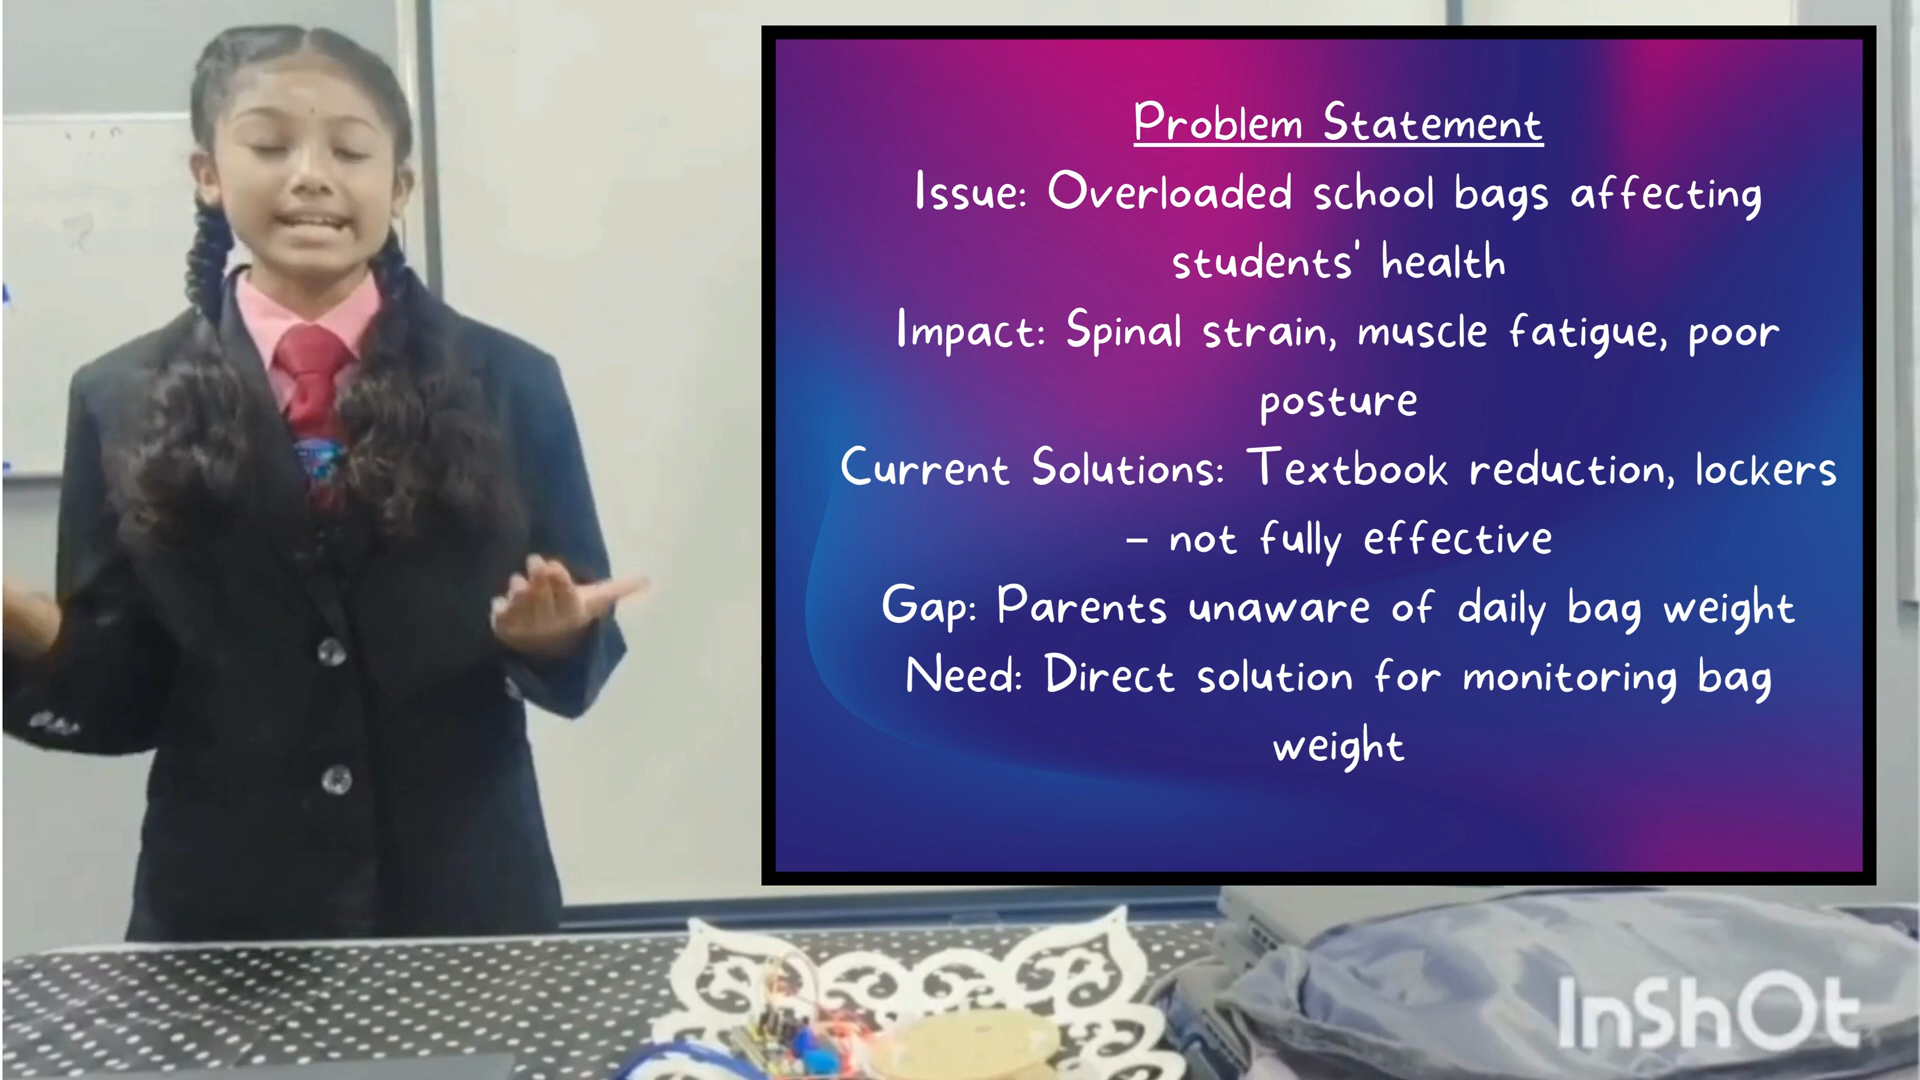 Problem Statement
Issue: Overloaded school bags affecting
students' health
Impact: Spinal strain, muscle fatigue, poor
posture
Current Solutions: Textbook reduction, lockers
– not fully effective
Gap: Parents unaware of daily bag weight
Need: Direct solution for monitoring bag
weight
InShOt